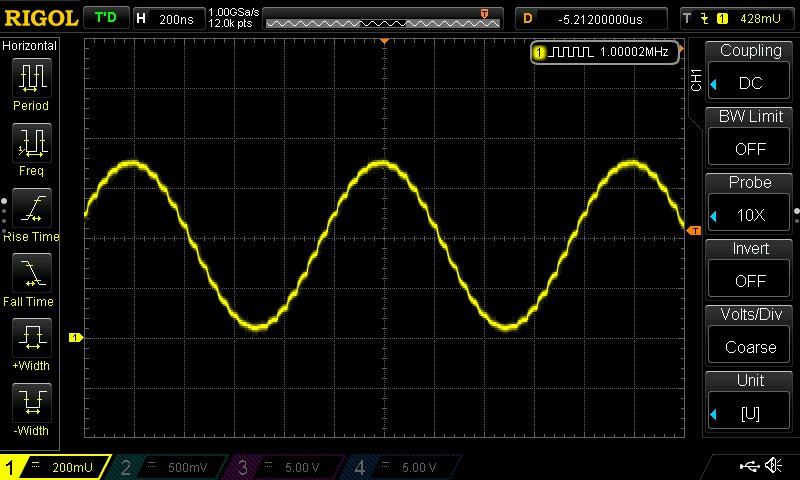 RIGOL T'D H 200ns 1.00GSa/s 12.0k pts T D -5.21200000us T 1 428mU
Horizontal
Period
Freq
Rise Time
Fall Time
+Width
-Width
1 1.00002MHz
T
1
CH1
Coupling
DC
BW Limit
OFF
Probe
10X
Invert
OFF
Volts/Div
Coarse
Unit
[U]
1 200mU 2 500mV 3 5.00 V 4 5.00 V